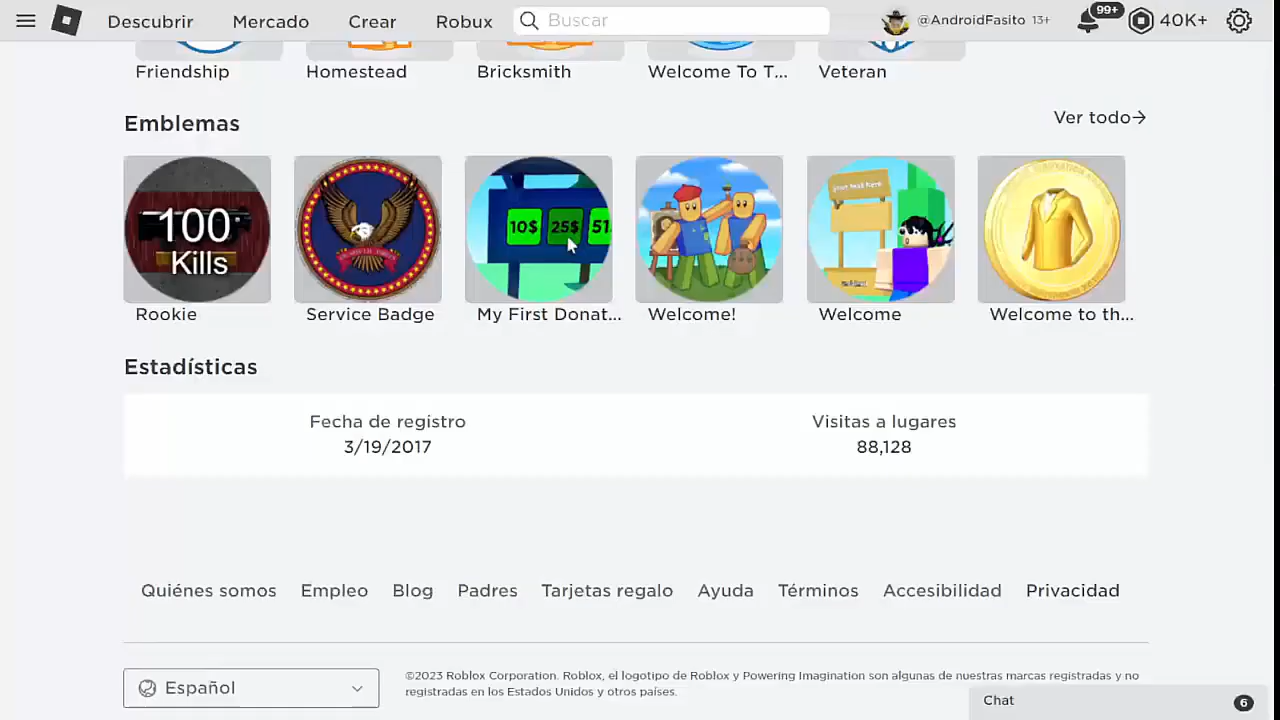 Descubrir Mercado Crear Robux Buscar @AndroidFasito 13+ 99+ 40K+
Friendship Homestead Bricksmith Welcome To T... Veteran
Emblemas Ver todo→
100 Kills
10$ 25$ 51
your text here
Rookie Service Badge My First Donat... Welcome! Welcome Welcome to th...
Estadísticas
Fecha de registro Visitas a lugares
3/19/2017 88,128
Quiénes somos Empleo Blog Padres Tarjetas regalo Ayuda Términos Accesibilidad Privacidad
Español
©2023 Roblox Corporation. Roblox, el logotipo de Roblox y Powering Imagination son algunas de nuestras marcas registradas y no
registradas en los Estados Unidos y otros países.
Chat 6